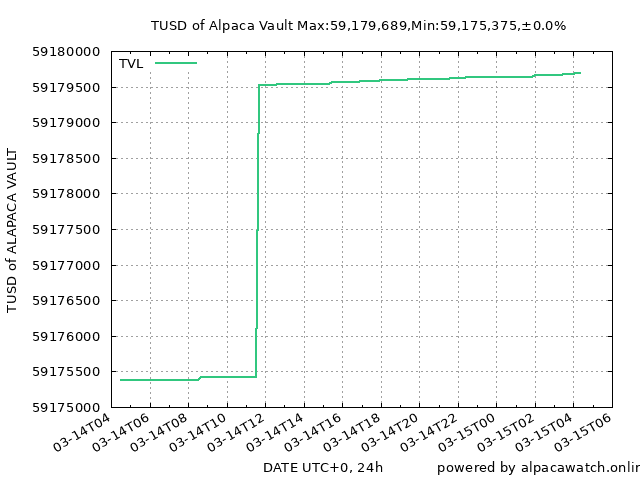 TUSD of Alpaca Vault Max:59,179,689,Min:59,175,375,±0.0%
TVL
59180000
59179500
59179000
59178500
59178000
59177500
59177000
59176500
59176000
59175500
59175000
TUSD of ALAPACA VAULT
03-14T04
03-14T06
03-14T08
03-14T10
03-14T12
03-14T14
03-14T16
03-14T18
03-14T20
03-14T22
03-15T00
03-15T02
03-15T04
03-15T06
DATE UTC+0, 24h
powered by alpacawatch.onlin